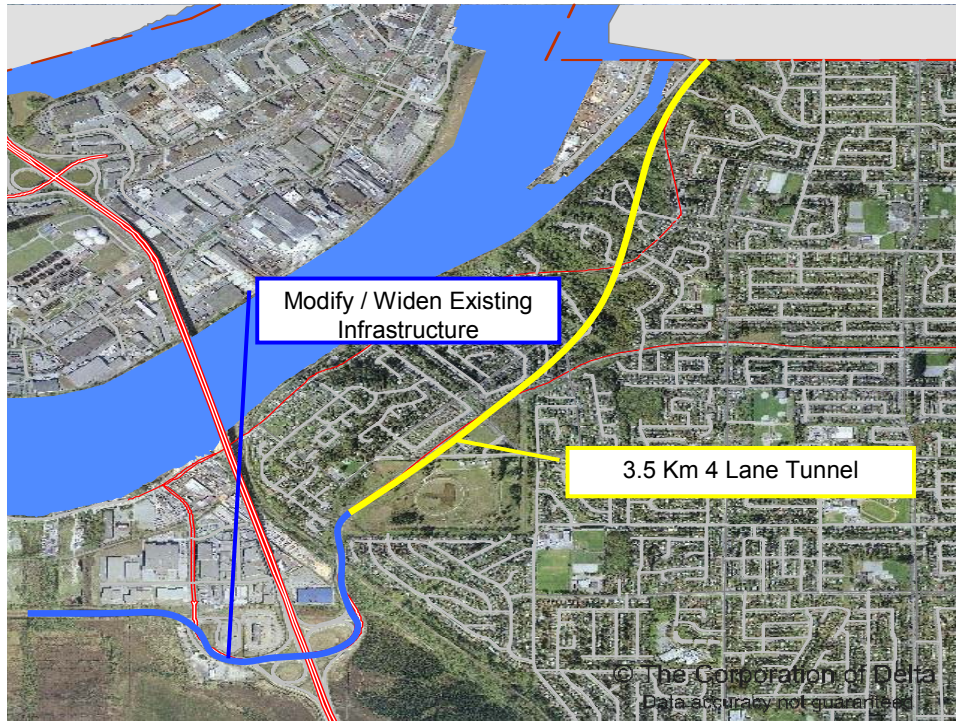 Modify / Widen Existing
Infrastructure
3.5 Km 4 Lane Tunnel
© The Corporation of Delta
Data accuracy not guaranteed